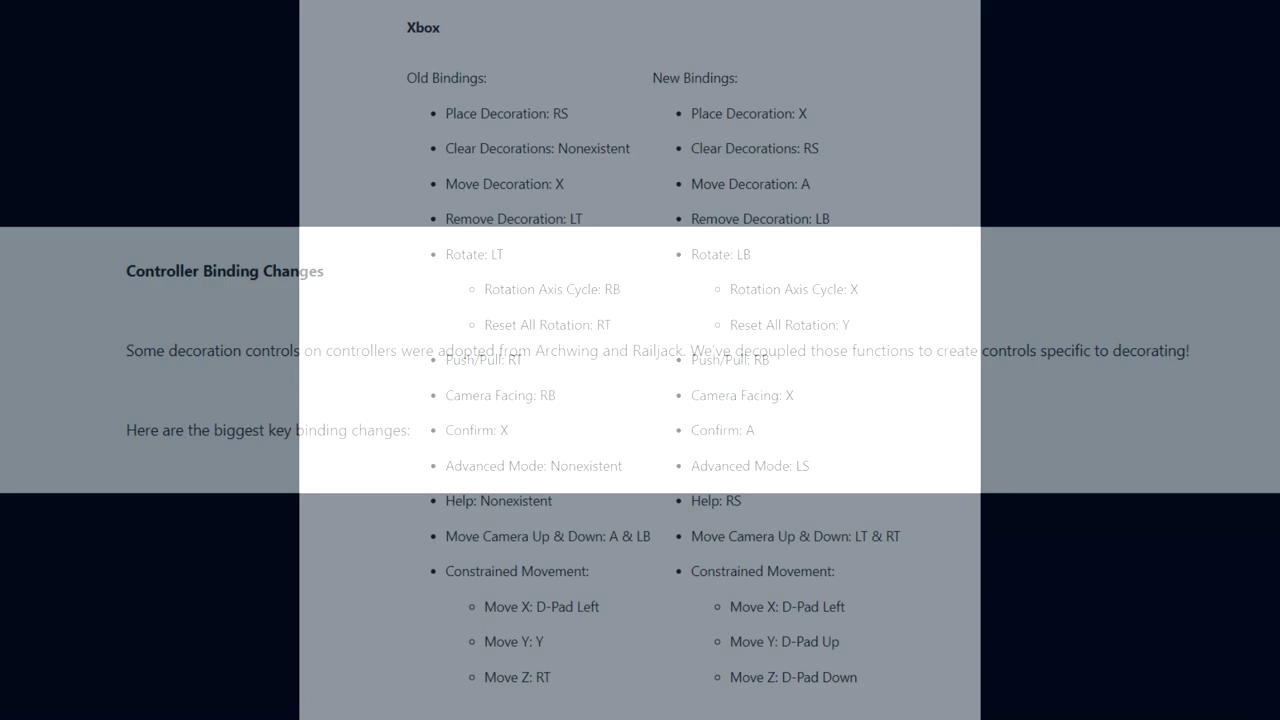 Xbox
Old Bindings:
Place Decoration: RS
Clear Decorations: Nonexistent
Move Decoration: X
Remove Decoration: LT
Rotate: LT
Rotation Axis Cycle: RB
Reset All Rotation: RT
Push/Pull: RT
Camera Facing: RB
Confirm: X
Advanced Mode: Nonexistent
Help: Nonexistent
Move Camera Up & Down: A & LB
Constrained Movement:
Move X: D-Pad Left
Move Y: Y
Move Z: RT
New Bindings:
Place Decoration: X
Clear Decorations: RS
Move Decoration: A
Remove Decoration: LB
Rotate: LB
Rotation Axis Cycle: X
Reset All Rotation: Y
Push/Pull: RB
Camera Facing: X
Confirm: A
Advanced Mode: LS
Help: RS
Move Camera Up & Down: LT & RT
Constrained Movement:
Move X: D-Pad Left
Move Y: D-Pad Up
Move Z: D-Pad Down
Controller Binding Changes
Some decoration controls on controllers were adopted from Archwing and Railjack. We've decoupled those functions to create controls specific to decorating!
Here are the biggest key binding changes: